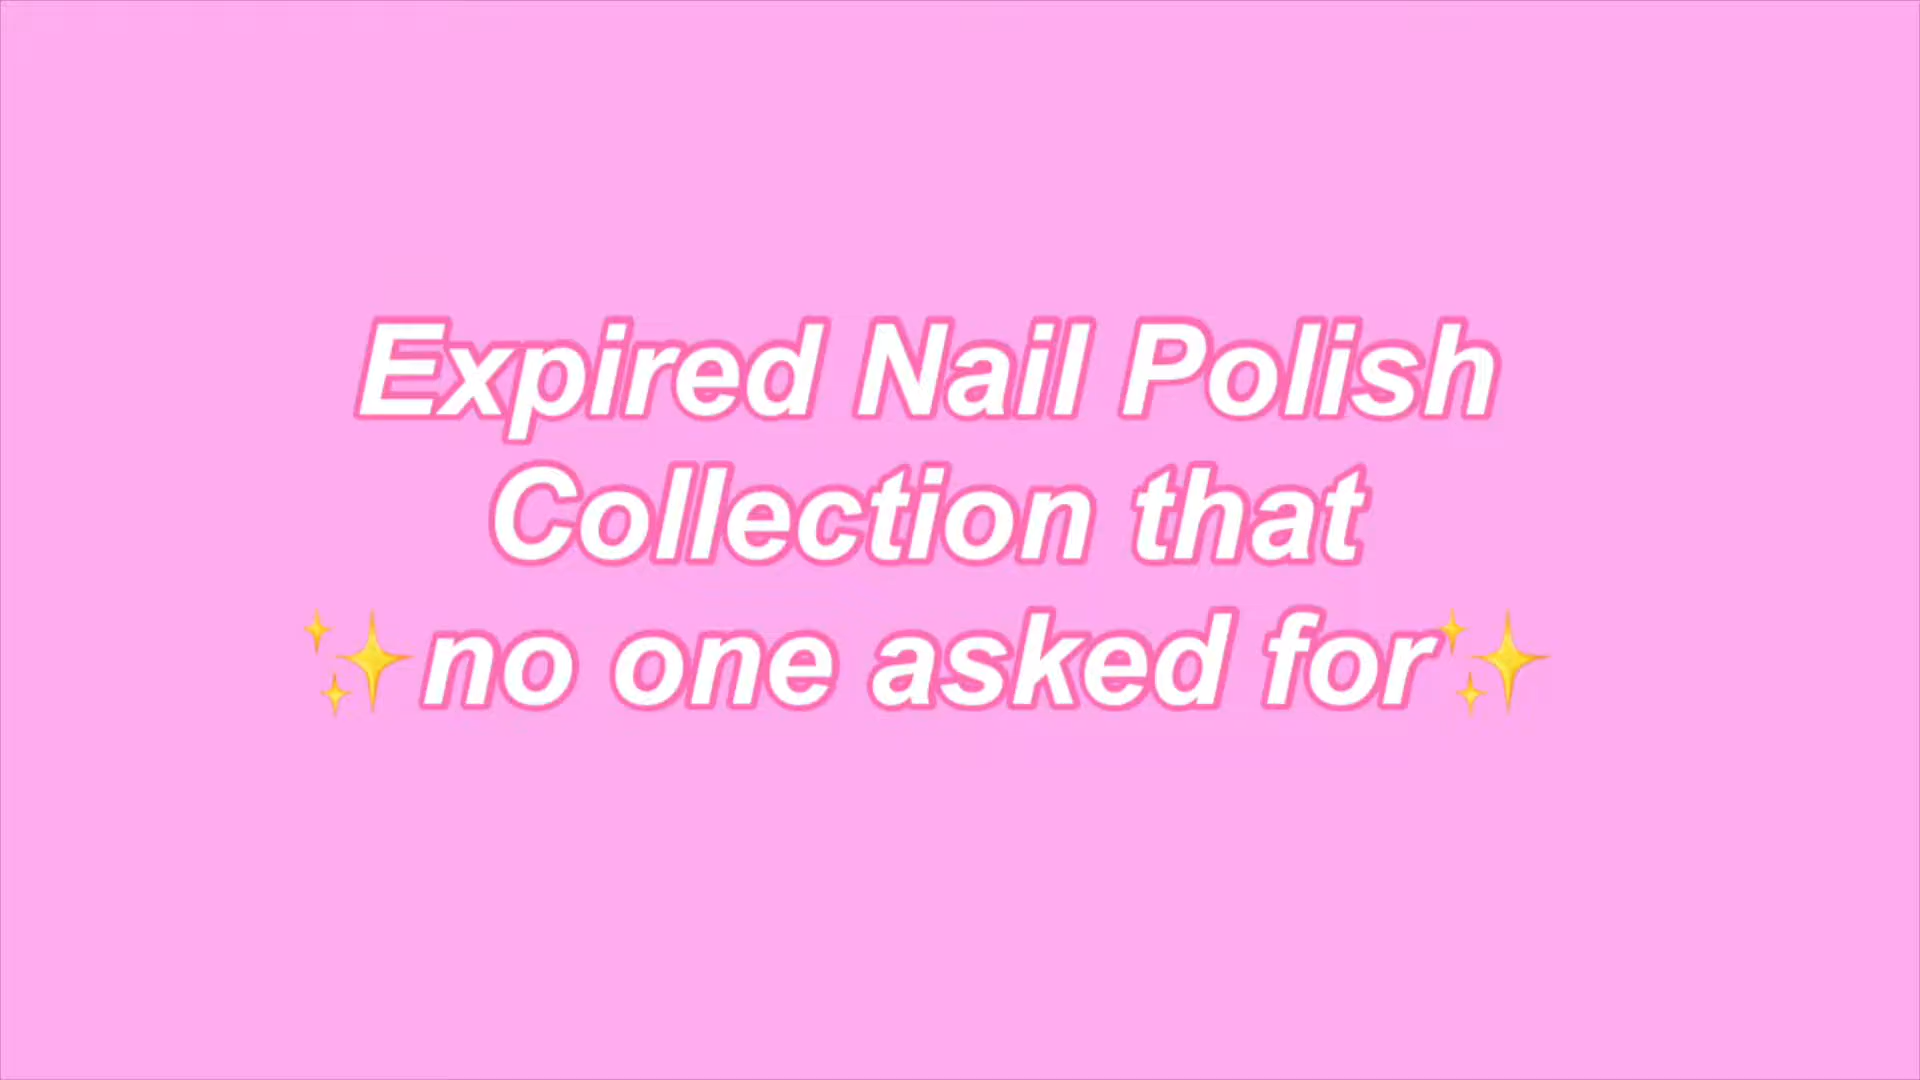 Expired Nail Polish
Collection that
✨no one asked for✨